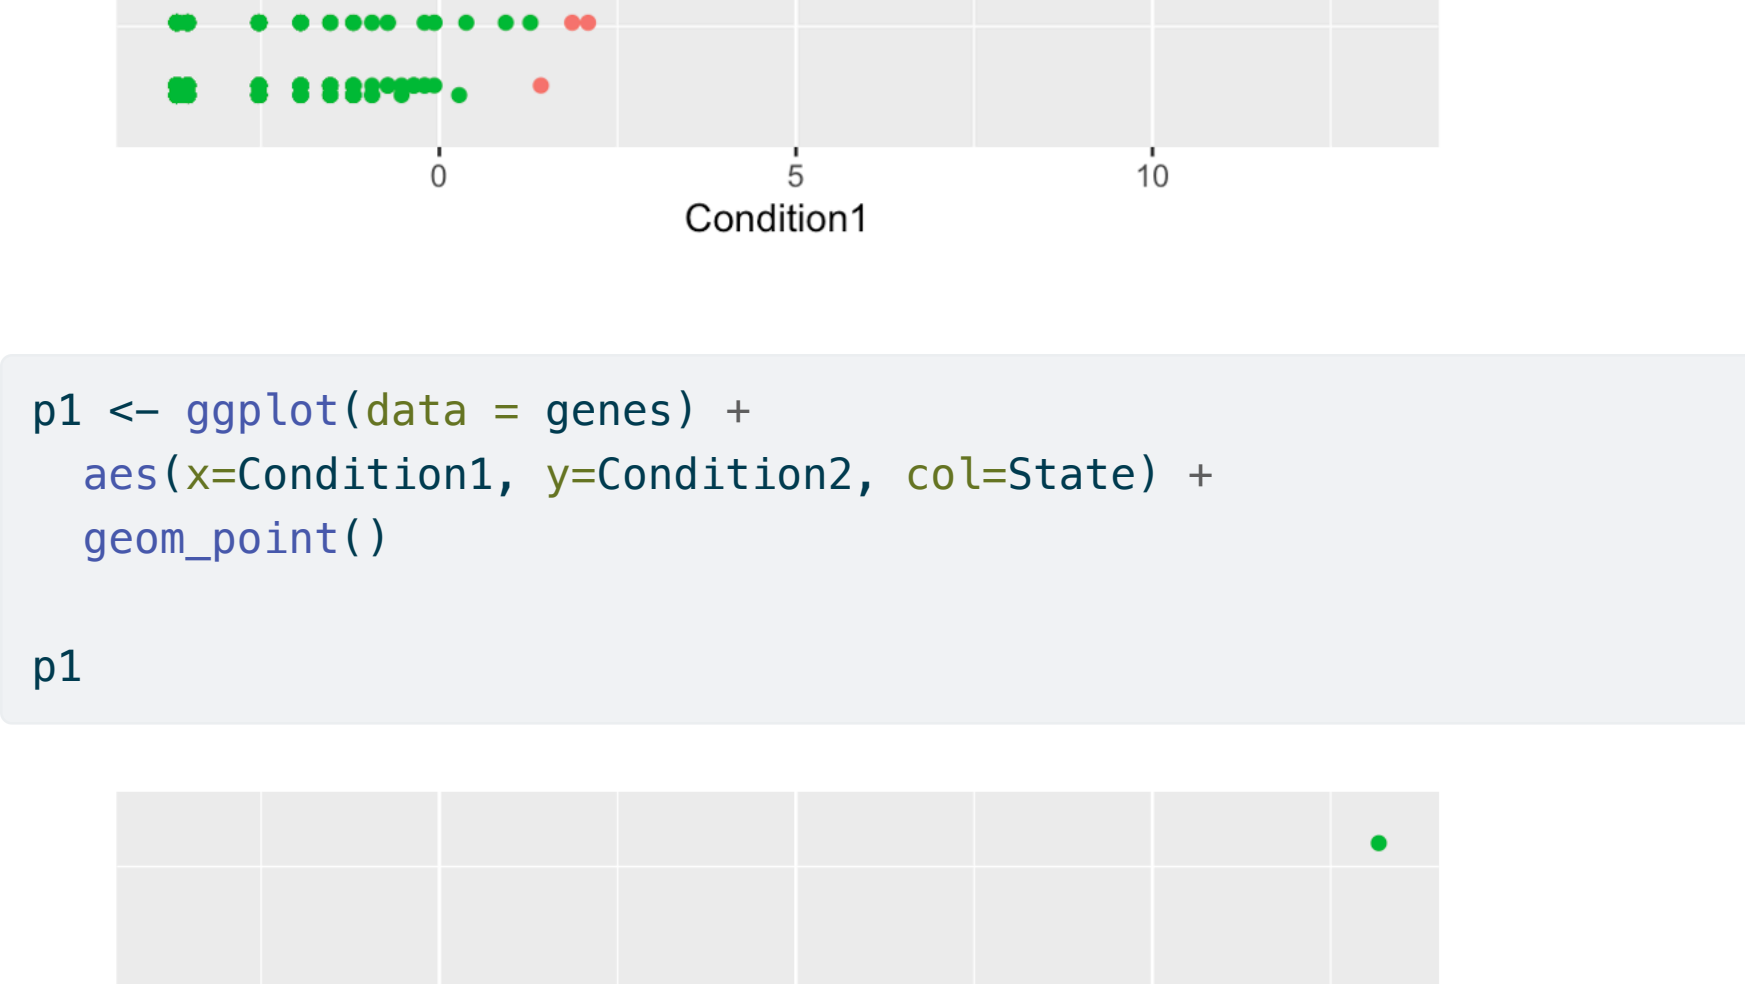 0 5 10
Condition1
p1 <- ggplot(data = genes) +
  aes(x=Condition1, y=Condition2, col=State) +
  geom_point()
p1